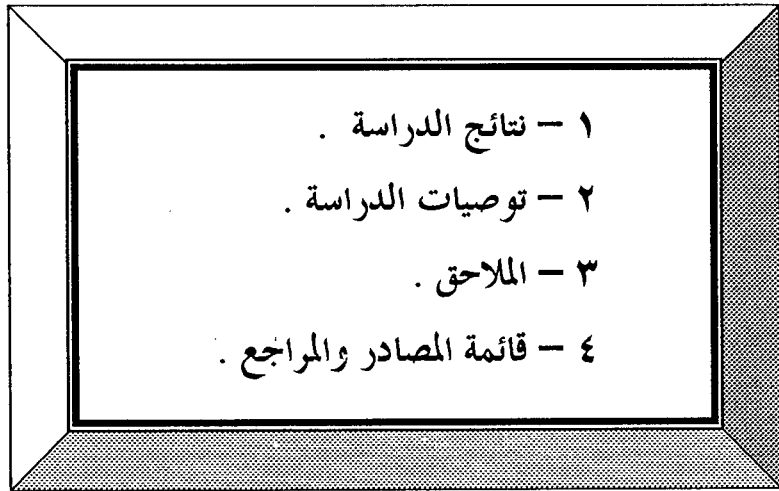 ١ – نتائج الدراسة .
٢ – توصيات الدراسة .
٣ – الملاحق .
٤ – قائمة المصادر والمراجع .